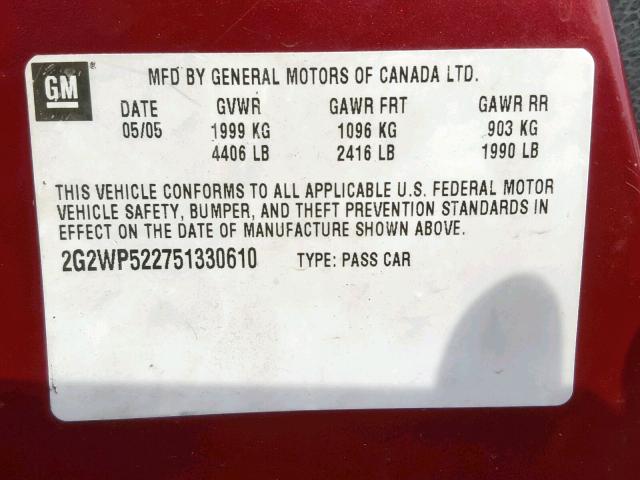 GM ®
MFD BY GENERAL MOTORS OF CANADA LTD.
DATE GVWR GAWR FRT GAWR RR
05/05 1999 KG 1096 KG 903 KG
4406 LB 2416 LB 1990 LB
THIS VEHICLE CONFORMS TO ALL APPLICABLE U.S. FEDERAL MOTOR
VEHICLE SAFETY, BUMPER, AND THEFT PREVENTION STANDARDS IN
EFFECT ON THE DATE OF MANUFACTURE SHOWN ABOVE.
2G2WP522751330610 TYPE: PASS CAR